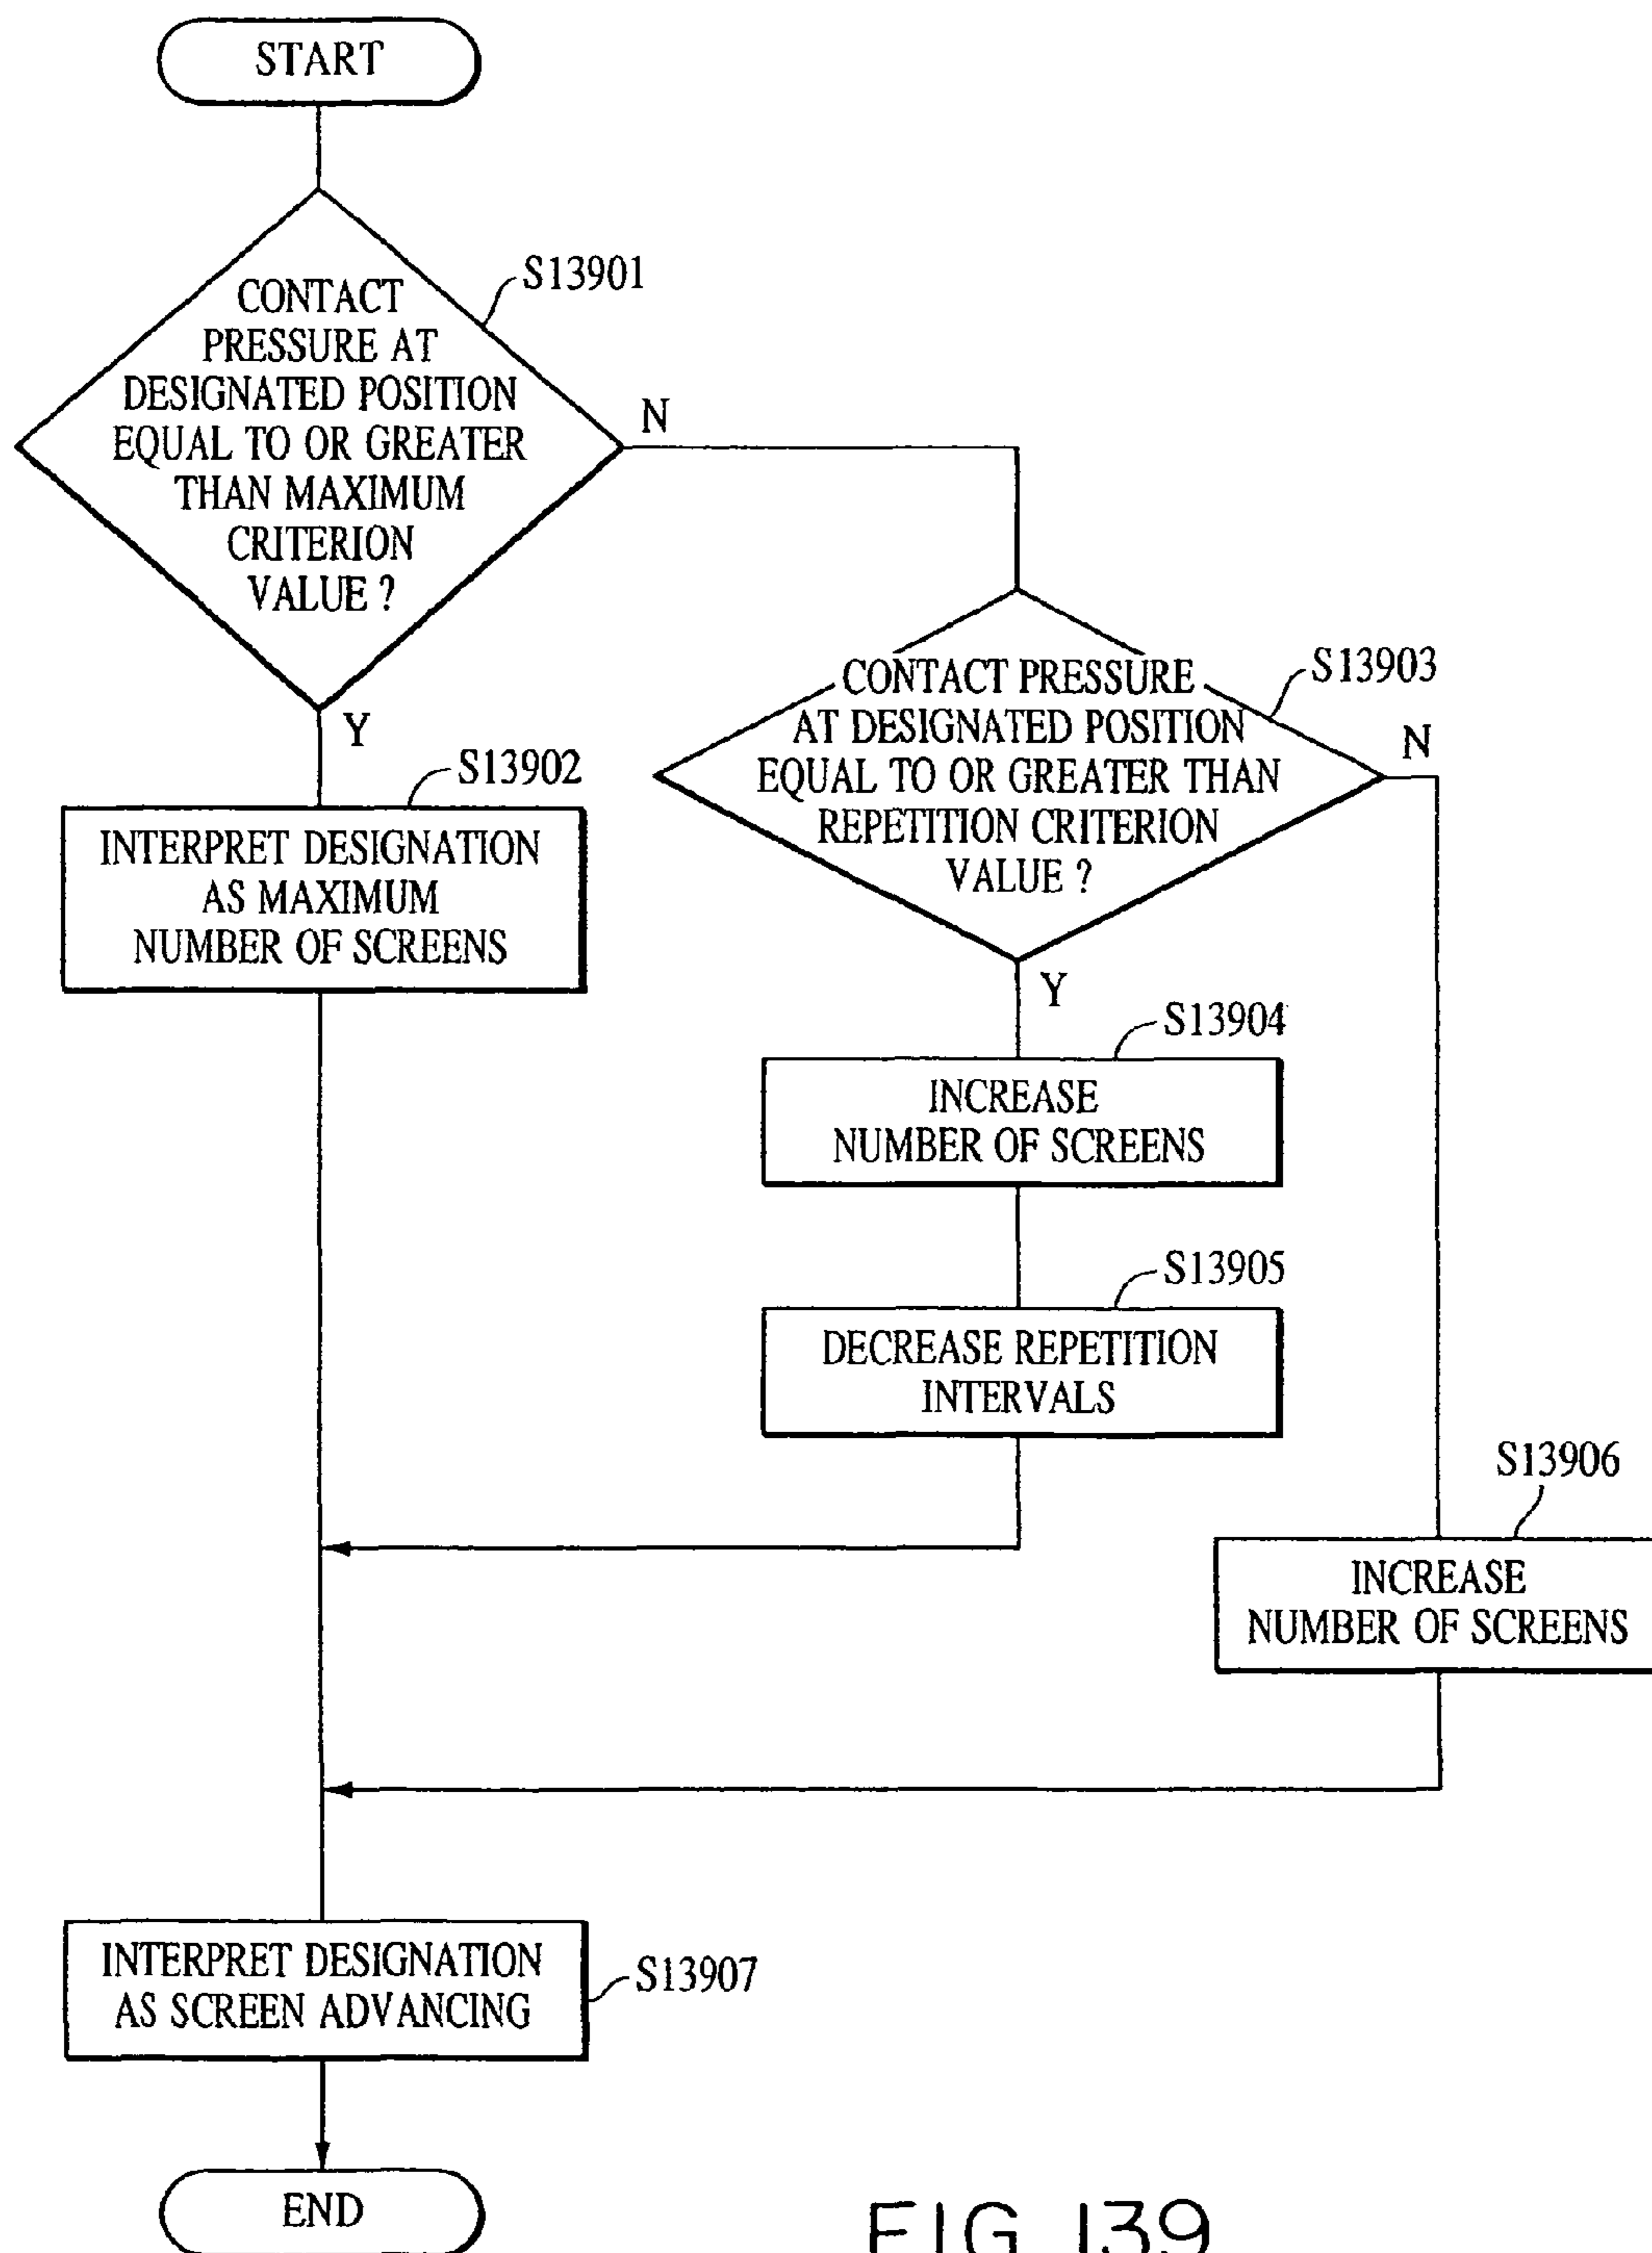 START
CONTACT
PRESSURE AT
DESIGNATED POSITION
EQUAL TO OR GREATER
THAN MAXIMUM
CRITERION
VALUE ?
S13901
N
Y
S13902
INTERPRET DESIGNATION
AS MAXIMUM
NUMBER OF SCREENS
CONTACT PRESSURE
AT DESIGNATED POSITION
EQUAL TO OR GREATER THAN
REPETITION CRITERION
VALUE ?
S13903
N
Y
S13904
INCREASE
NUMBER OF SCREENS
S13905
DECREASE REPETITION
INTERVALS
S13906
INCREASE
NUMBER OF SCREENS
INTERPRET DESIGNATION
AS SCREEN ADVANCING
S13907
END
FIG 139